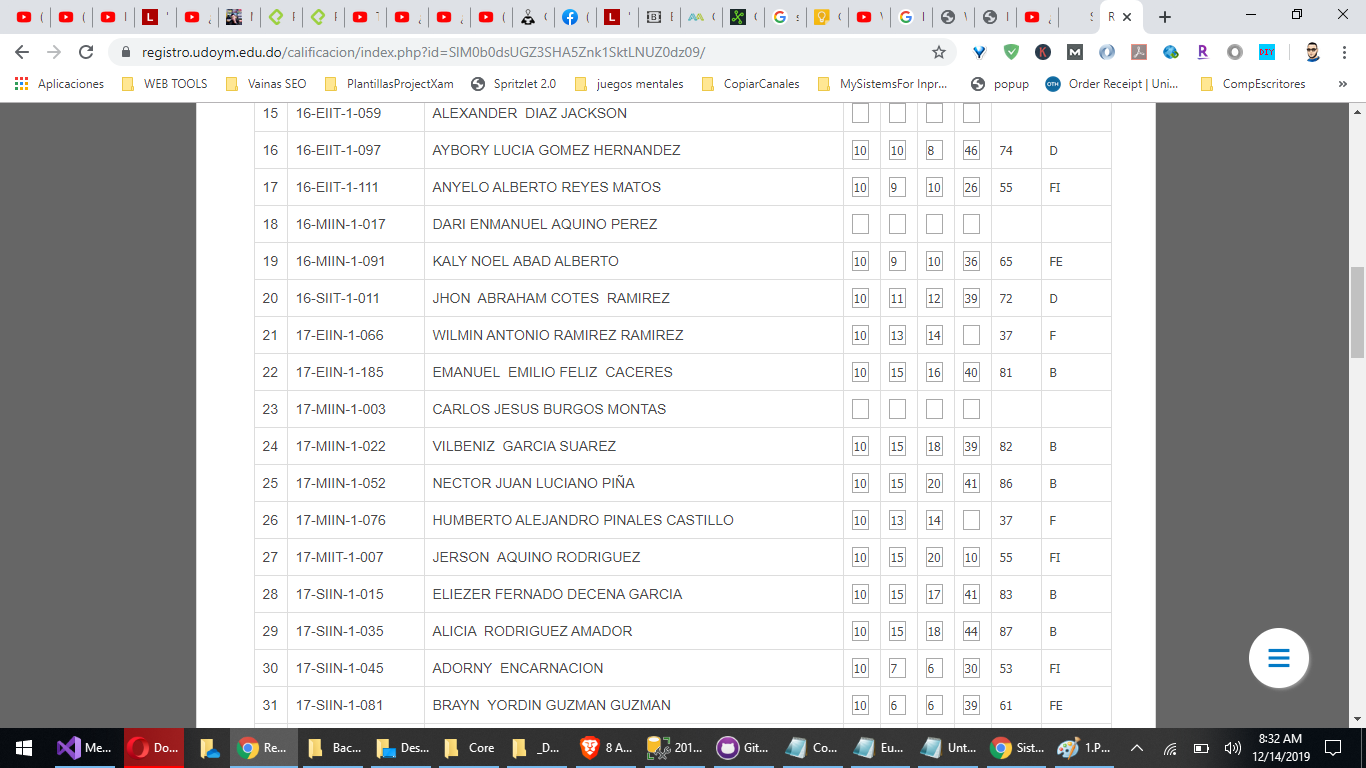 registro.udoym.edu.do/calificacion/index.php?id=SlM0b0dsUGZ3SHA5Znk1SktLNUZ0dz09/
Aplicaciones WEB TOOLS Vainas SEO PlantillasProjectXam Spritzlet 2.0 juegos mentales CopiarCanales MySistemsFor Inpr... popup Order Receipt | Uni... CompEscritores »
15 16-EIIT-1-059 ALEXANDER DIAZ JACKSON
16 16-EIIT-1-097 AYBORY LUCIA GOMEZ HERNANDEZ 10 10 8 46 74 D
17 16-EIIT-1-111 ANYELO ALBERTO REYES MATOS 10 9 10 26 55 FI
18 16-MIIN-1-017 DARI ENMANUEL AQUINO PEREZ
19 16-MIIN-1-091 KALY NOEL ABAD ALBERTO 10 9 10 36 65 FE
20 16-SIIT-1-011 JHON ABRAHAM COTES RAMIREZ 10 11 12 39 72 D
21 17-EIIN-1-066 WILMIN ANTONIO RAMIREZ RAMIREZ 10 13 14 37 F
22 17-EIIN-1-185 EMANUEL EMILIO FELIZ CACERES 10 15 16 40 81 B
23 17-MIIN-1-003 CARLOS JESUS BURGOS MONTAS
24 17-MIIN-1-022 VILBENIZ GARCIA SUAREZ 10 15 18 39 82 B
25 17-MIIN-1-052 NECTOR JUAN LUCIANO PIÑA 10 15 20 41 86 B
26 17-MIIN-1-076 HUMBERTO ALEJANDRO PINALES CASTILLO 10 13 14 37 F
27 17-MIIT-1-007 JERSON AQUINO RODRIGUEZ 10 15 20 10 55 FI
28 17-SIIN-1-015 ELIEZER FERNADO DECENA GARCIA 10 15 17 41 83 B
29 17-SIIN-1-035 ALICIA RODRIGUEZ AMADOR 10 15 18 44 87 B
30 17-SIIN-1-045 ADORNY ENCARNACION 10 7 6 30 53 FI
31 17-SIIN-1-081 BRAYN YORDIN GUZMAN GUZMAN 10 6 6 39 61 FE
Me... Do... Re... Bac... Des... Core _D... 8 A... 201... Git... Co... Eu... Unt... Sist... 1.P... 8:32 AM
12/14/2019